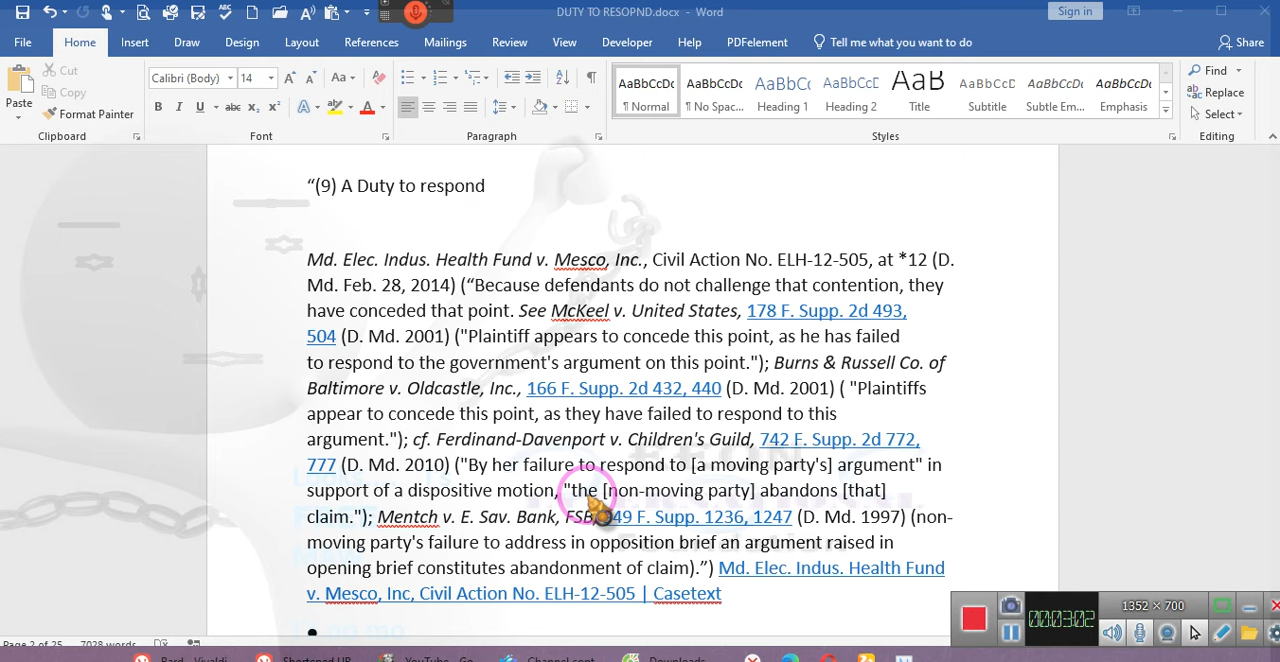 DUTY TO RESOPND.docx - Word
Sign in
File Home Insert Draw Design Layout References Mailings Review View Developer Help PDFelement Tell me what you want to do Share
Paste
Cut
Copy
Format Painter
Clipboard
Calibri (Body) 14
Font
Paragraph
AaBbCcDc AaBbCcDc AaBbC AaBbCcD AaB AaBbCcD AaBbCcDc AaBbCcDc
¶ Normal ¶ No Spac... Heading 1 Heading 2 Title Subtitle Subtle Em... Emphasis
Styles
Find
Replace
Select
Editing
“(9) A Duty to respond
Md. Elec. Indus. Health Fund v. Mesco, Inc., Civil Action No. ELH-12-505, at *12 (D.
Md. Feb. 28, 2014) (“Because defendants do not challenge that contention, they
have conceded that point. See McKeel v. United States, 178 F. Supp. 2d 493,
504 (D. Md. 2001) ("Plaintiff appears to concede this point, as he has failed
to respond to the government's argument on this point."); Burns & Russell Co. of
Baltimore v. Oldcastle, Inc., 166 F. Supp. 2d 432, 440 (D. Md. 2001) ( "Plaintiffs
appear to concede this point, as they have failed to respond to this
argument."); cf. Ferdinand-Davenport v. Children's Guild, 742 F. Supp. 2d 772,
777 (D. Md. 2010) ("By her failure to respond to [a moving party's] argument" in
support of a dispositive motion, "the [non-moving party] abandons [that]
claim."); Mentch v. E. Sav. Bank, FSB, 949 F. Supp. 1236, 1247 (D. Md. 1997) (non-
moving party's failure to address in opposition brief an argument raised in
opening brief constitutes abandonment of claim).”) Md. Elec. Indus. Health Fund
v. Mesco, Inc, Civil Action No. ELH-12-505 | Casetext
Page 2 of 25 7028 words
00:03:02
1352 × 700